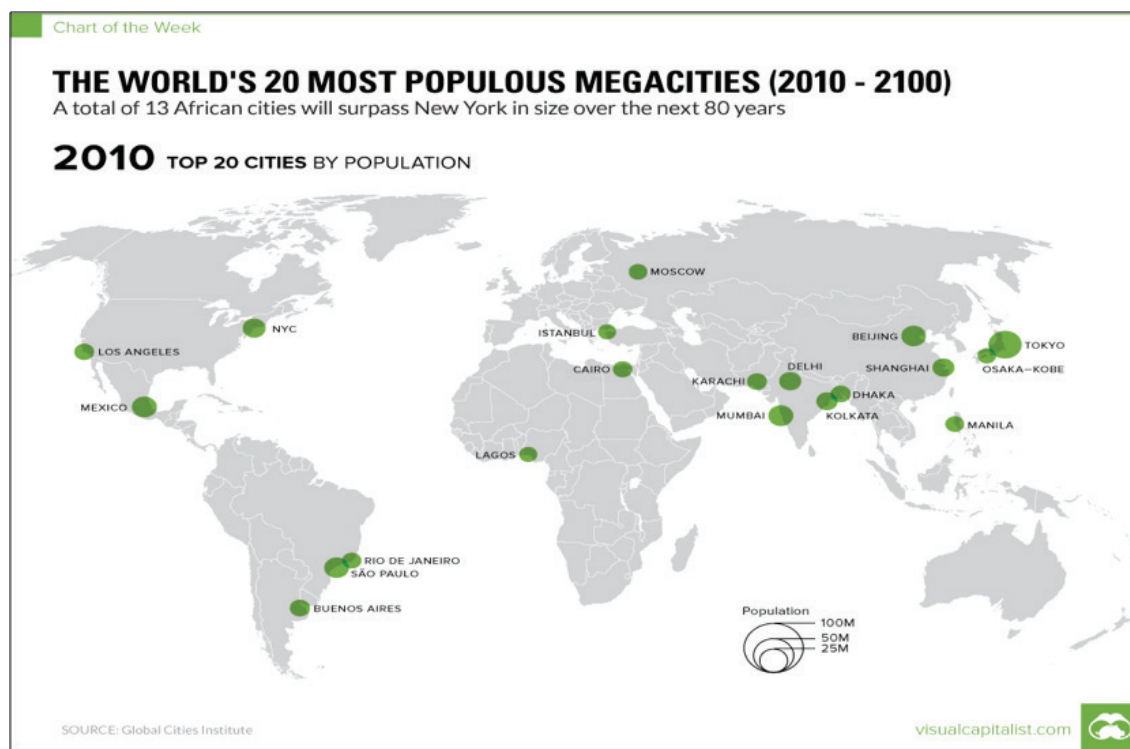 Chart of the Week
THE WORLD'S 20 MOST POPULOUS MEGACITIES (2010 - 2100)
A total of 13 African cities will surpass New York in size over the next 80 years
2010 TOP 20 CITIES BY POPULATION
MOSCOW
NYC
ISTANBUL
BEIJING
TOKYO
LOS ANGELES
CAIRO
KARACHI
DELHI
SHANGHAI
OSAKA–KOBE
MEXICO
DHAKA
MUMBAI
KOLKATA
MANILA
LAGOS
RIO DE JANEIRO
SÃO PAULO
BUENOS AIRES
Population
100M
50M
25M
SOURCE: Global Cities Institute
visualcapitalist.com